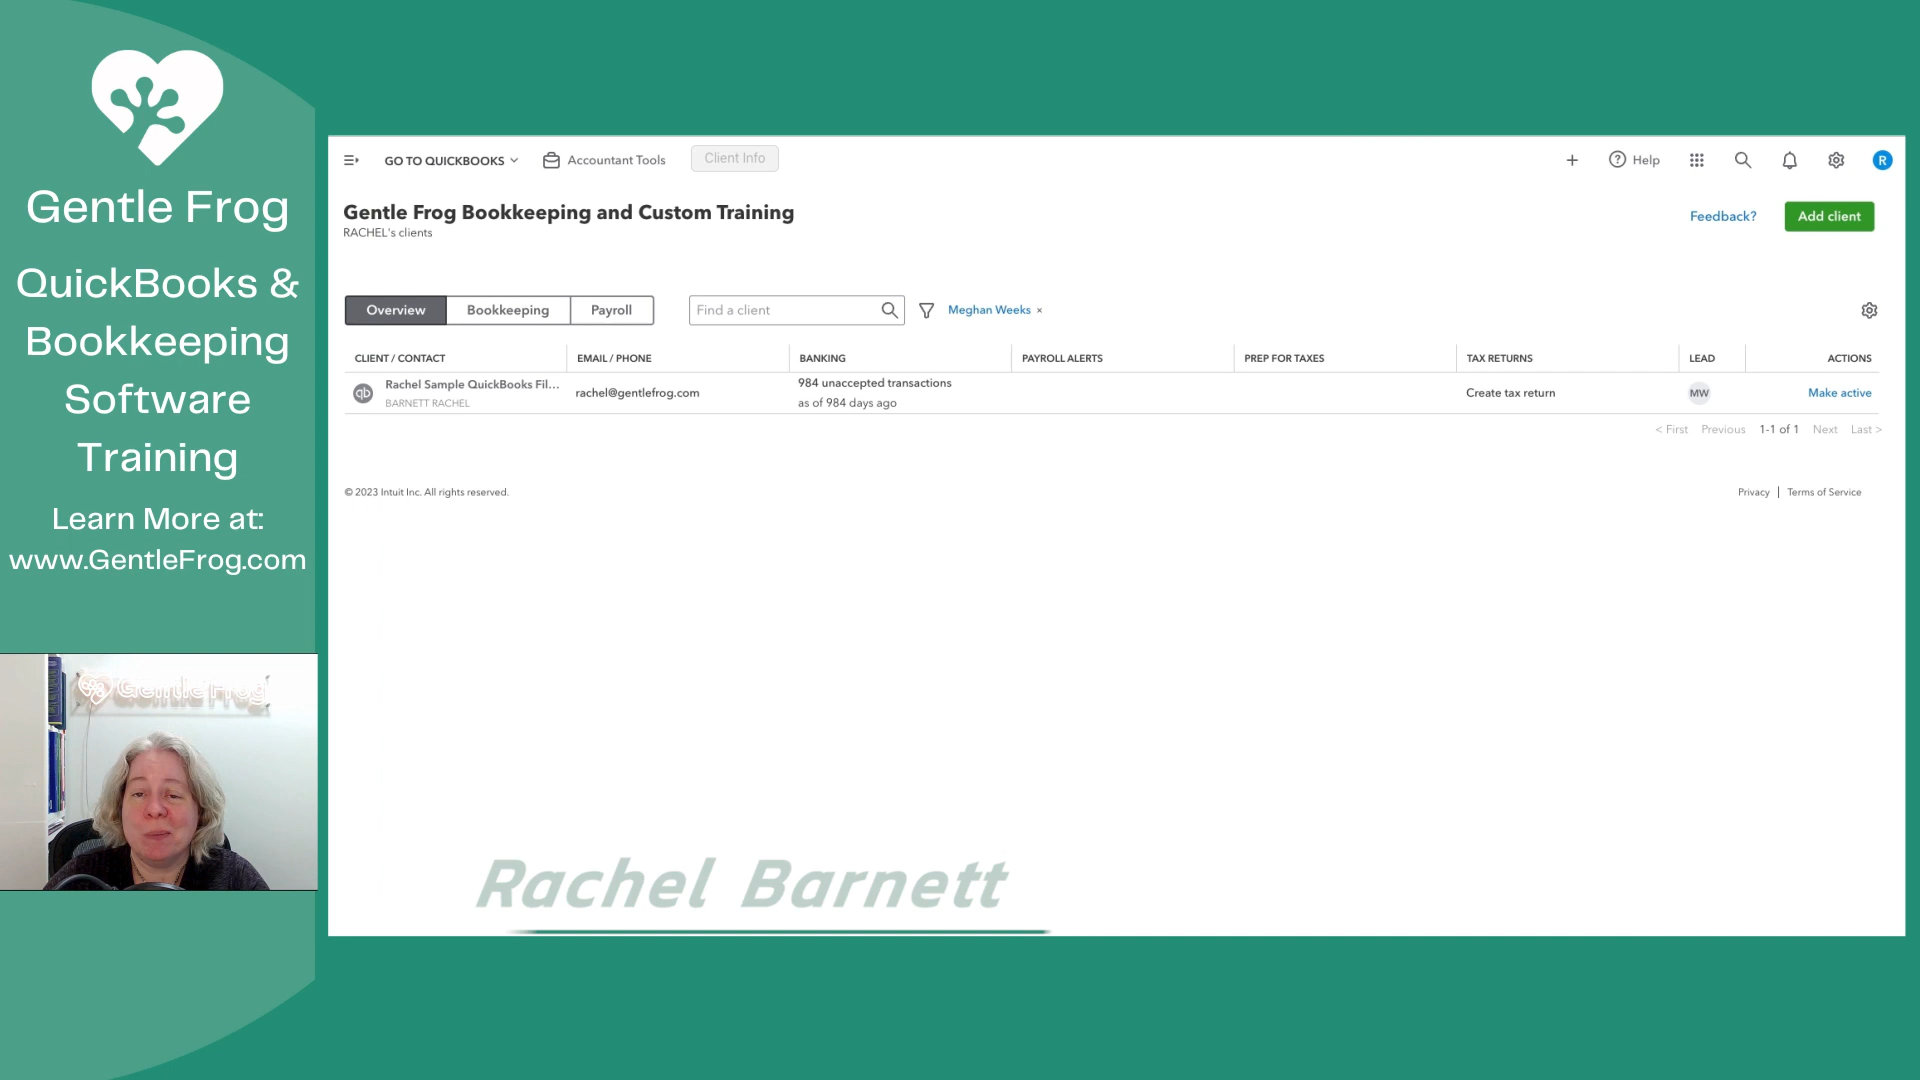 Gentle Frog
QuickBooks &
Bookkeeping
Software
Training
Learn More at:
www.GentleFrog.com
Gentle Frog
GO TO QUICKBOOKS
Accountant Tools
Client Info
Help
R
Gentle Frog Bookkeeping and Custom Training
RACHEL's clients
Feedback?
Add client
Overview
Bookkeeping
Payroll
Find a client
Meghan Weeks ×
CLIENT / CONTACT
EMAIL / PHONE
BANKING
PAYROLL ALERTS
PREP FOR TAXES
TAX RETURNS
LEAD
ACTIONS
qb
Rachel Sample QuickBooks Fil...
BARNETT RACHEL
rachel@gentlefrog.com
984 unaccepted transactions
as of 984 days ago
Create tax return
MW
Make active
< First Previous 1-1 of 1 Next Last >
© 2023 Intuit Inc. All rights reserved.
Privacy | Terms of Service
Rachel Barnett